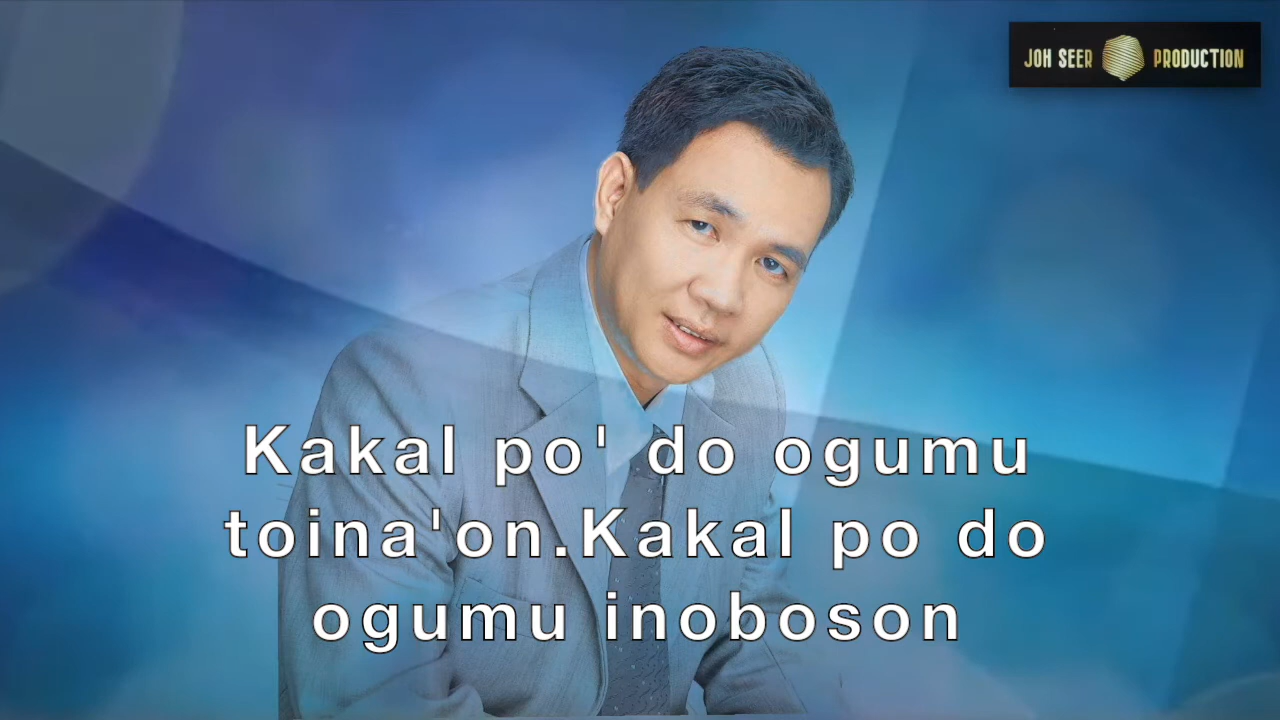 JOH SEER PRODUCTION
Kakal po' do ogumu
toina'on.Kakal po do
ogumu inoboson